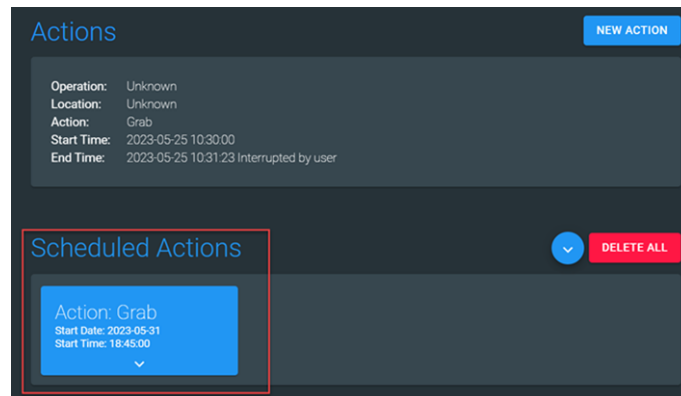 Actions
NEW ACTION
Operation: Unknown
Location: Unknown
Action: Grab
Start Time: 2023-05-25 10:30:00
End Time: 2023-05-25 10:31:23 Interrupted by user
Scheduled Actions
DELETE ALL
Action: Grab
Start Date: 2023-05-31
Start Time: 18:45:00